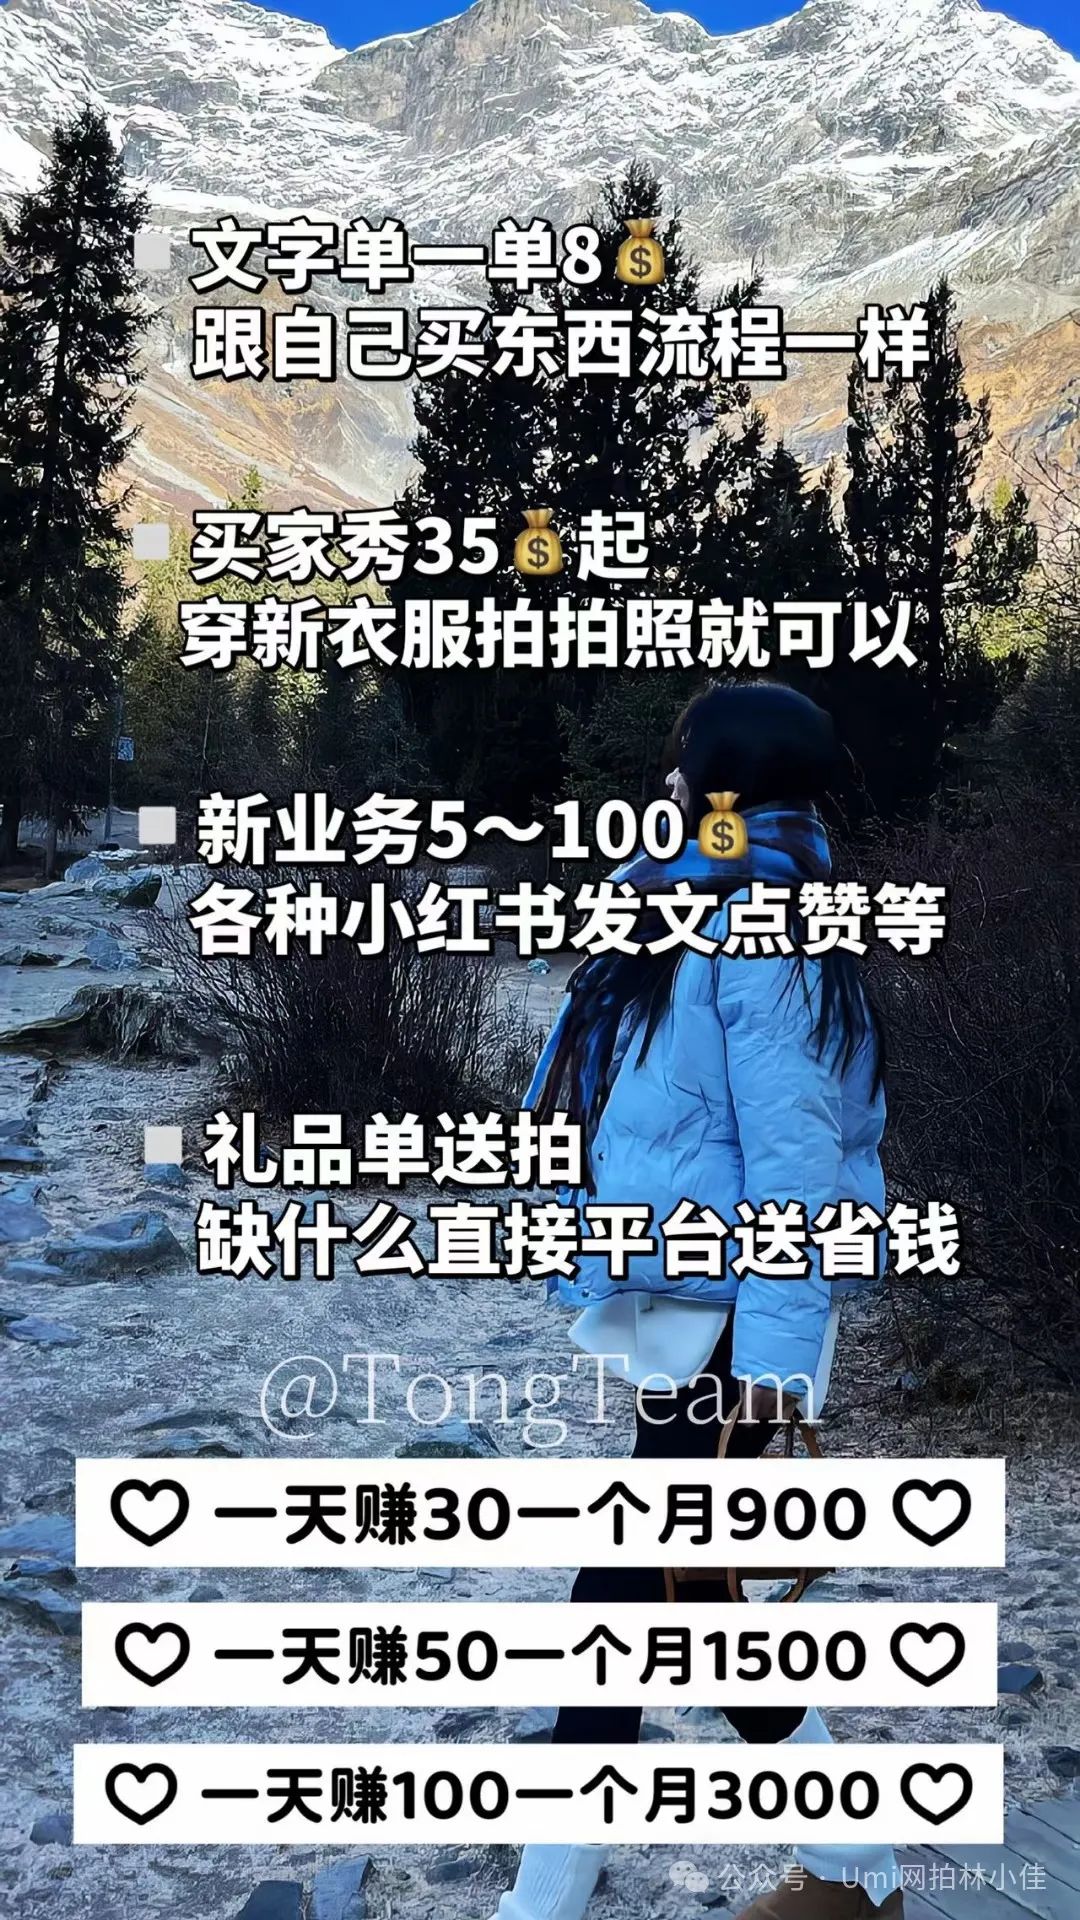 文字单一单8💰
跟自己买东西流程一样
买家秀35💰起
穿新衣服拍拍照就可以
新业务5～100💰
各种小红书发文点赞等
礼品单送拍
缺什么直接平台送省钱
@TongTeam
♡一天赚30一个月900♡
♡一天赚50一个月1500♡
♡一天赚100一个月3000♡
公众号·Umi网拍林小佳